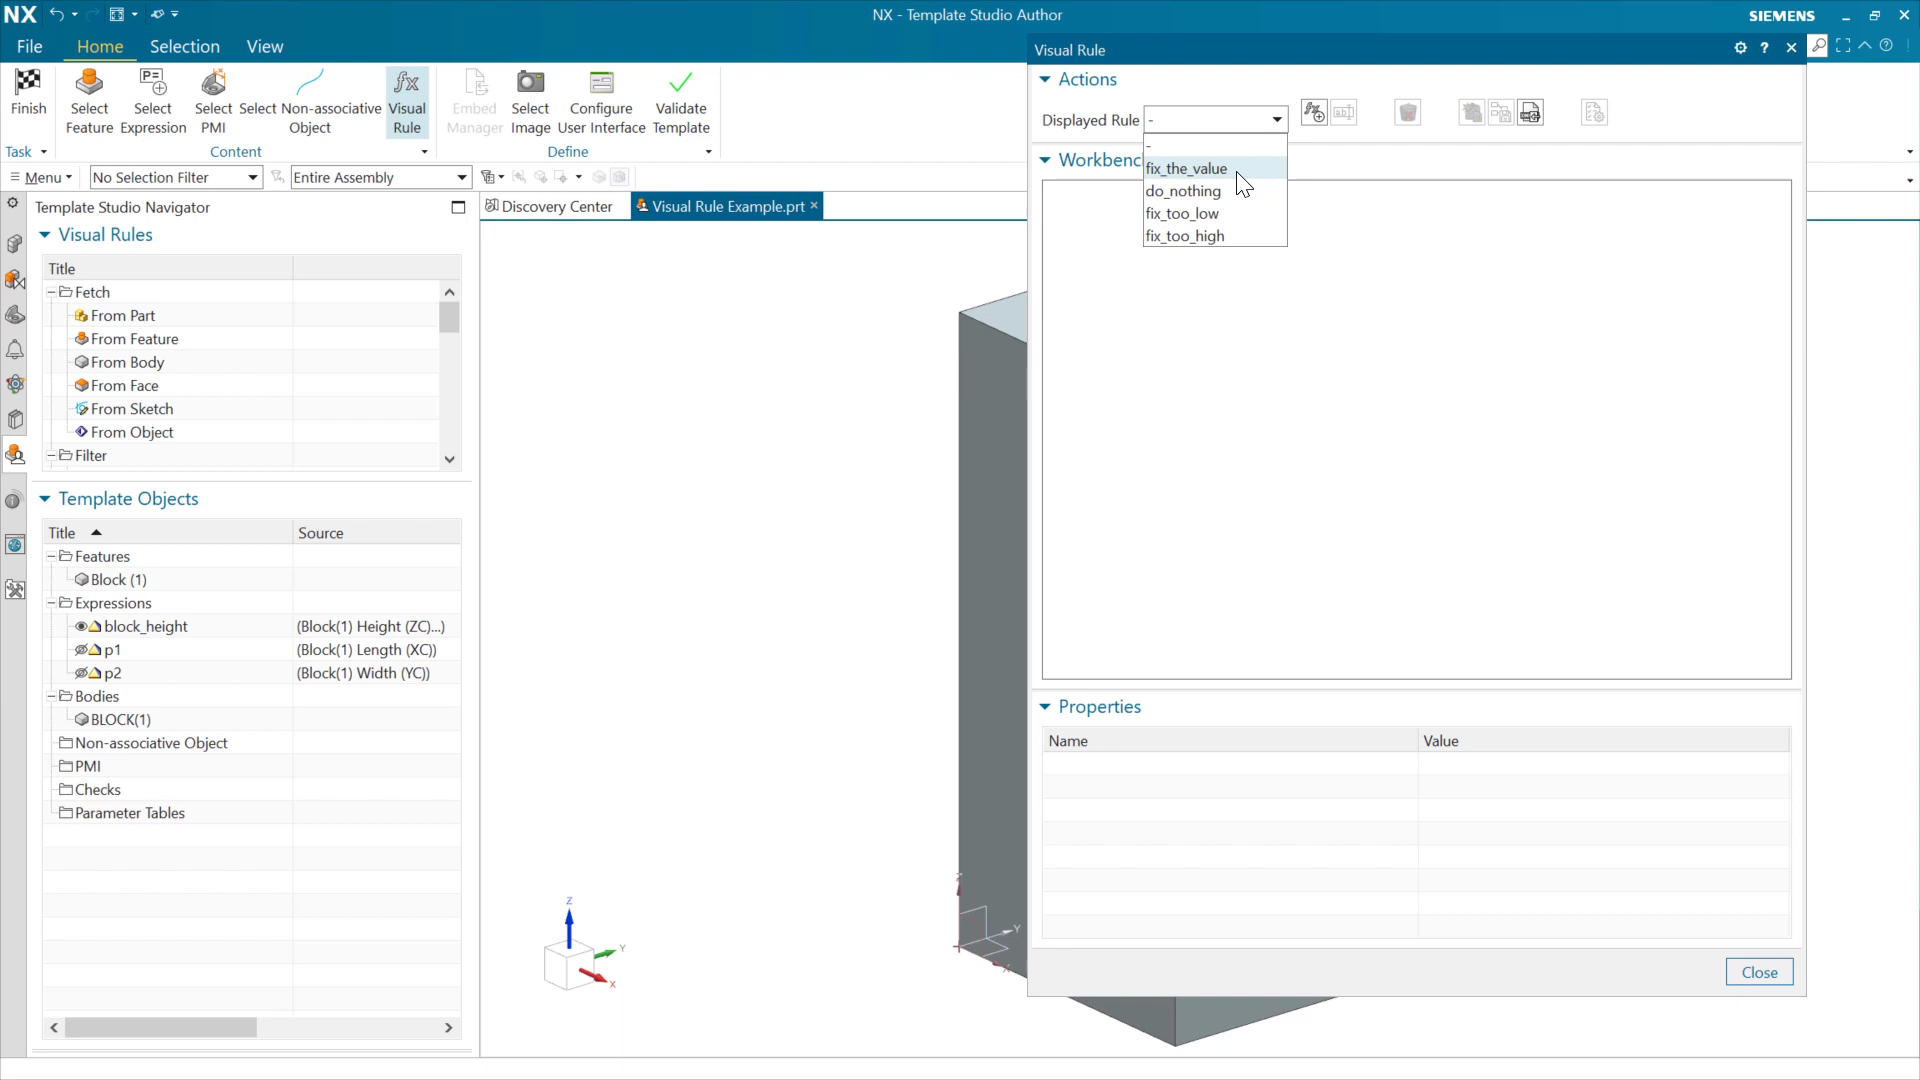 NX
NX - Template Studio Author
SIEMENS
File
Home
Selection
View
Finish
Select
Feature
Select
Expression
Select
PMI
Select Non-associative
Object
Visual
Rule
Embed
Manager
Select
Image
Configure
User Interface
Validate
Template
Task
Content
Define
Menu
No Selection Filter
Entire Assembly
Template Studio Navigator
Discovery Center
Visual Rule Example.prt
Visual Rules
Title
Fetch
From Part
From Feature
From Body
From Face
From Sketch
From Object
Filter
Template Objects
Title
Source
Features
Block (1)
Expressions
block_height
(Block(1) Height (ZC)...)
p1
(Block(1) Length (XC))
p2
(Block(1) Width (YC))
Bodies
BLOCK(1)
Non-associative Object
PMI
Checks
Parameter Tables
Z
Y
X
Z
Y
X
Visual Rule
Actions
Displayed Rule
-
-
fix_the_value
do_nothing
fix_too_low
fix_too_high
Workbenc
Properties
Name
Value
Close